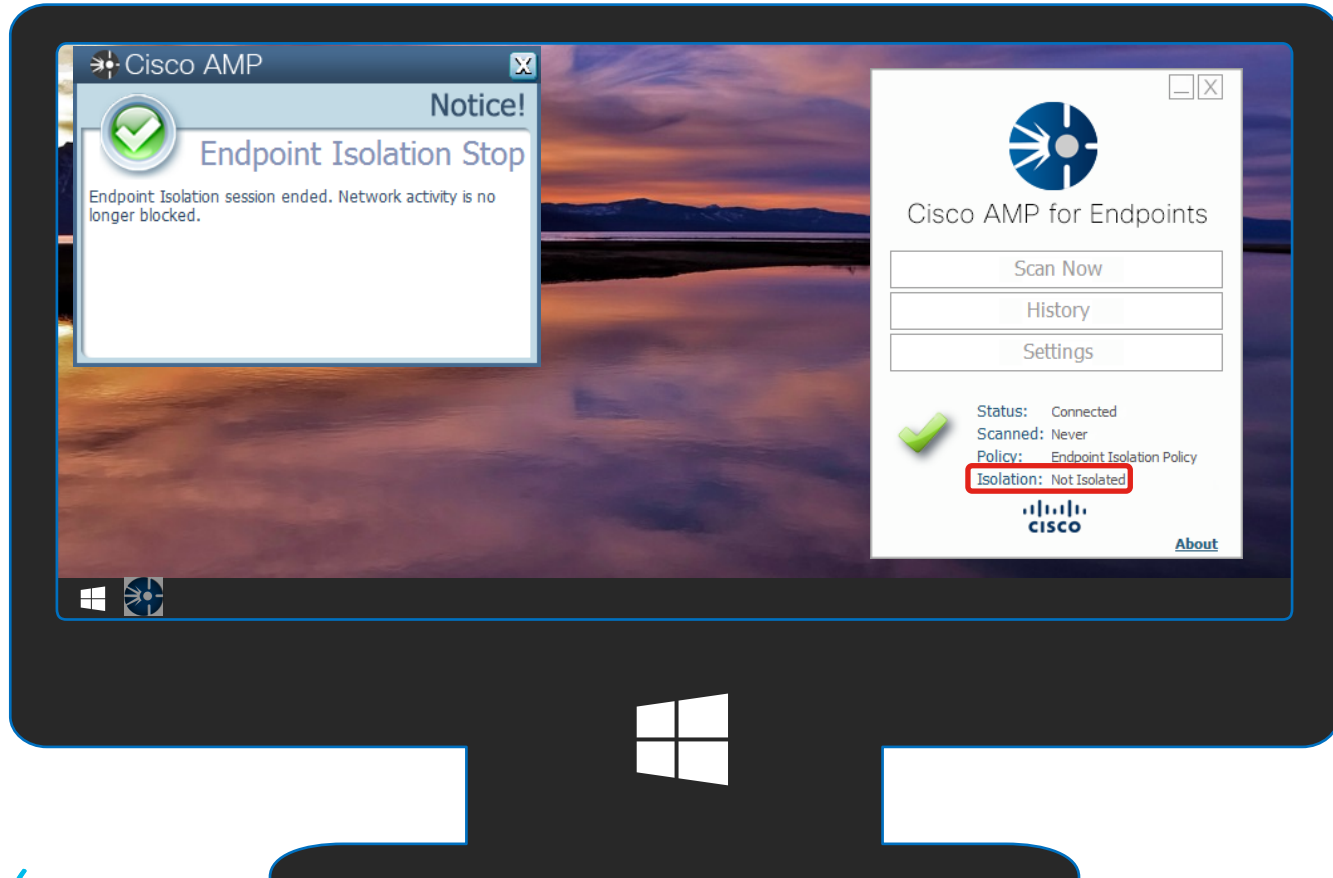 Cisco AMP
X
Notice!
Endpoint Isolation Stop
Endpoint Isolation session ended. Network activity is no
longer blocked.
X
Cisco AMP for Endpoints
Scan Now
History
Settings
Status: Connected
Scanned: Never
Policy: Endpoint Isolation Policy
Isolation: Not Isolated
CISCO
About